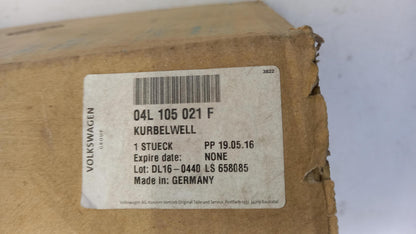 3822
04L 105 021 F
KURBELWELL
1 STUECK PP 19.05.16
Expire date: NONE
Lot: DL16-0440 LS 658085
Made in: GERMANY
VOLKSWAGEN
GROUP